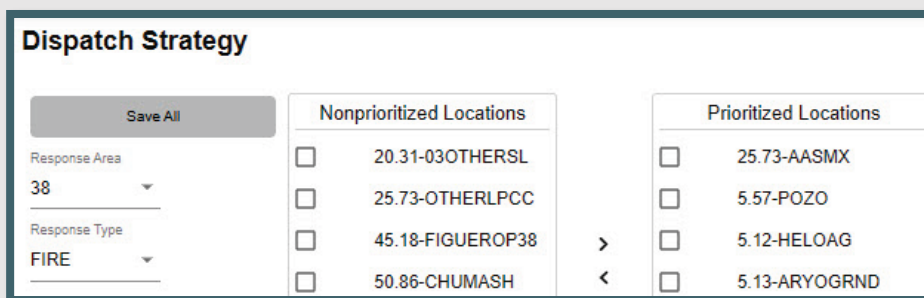 Dispatch Strategy
Save All
Response Area
38
Response Type
FIRE
Nonprioritized Locations
20.31-03OTHERSL
25.73-OTHERLPCC
45.18-FIGUEROP38
50.86-CHUMASH
>
<
Prioritized Locations
25.73-AASMX
5.57-POZO
5.12-HELOAG
5.13-ARYOGRND